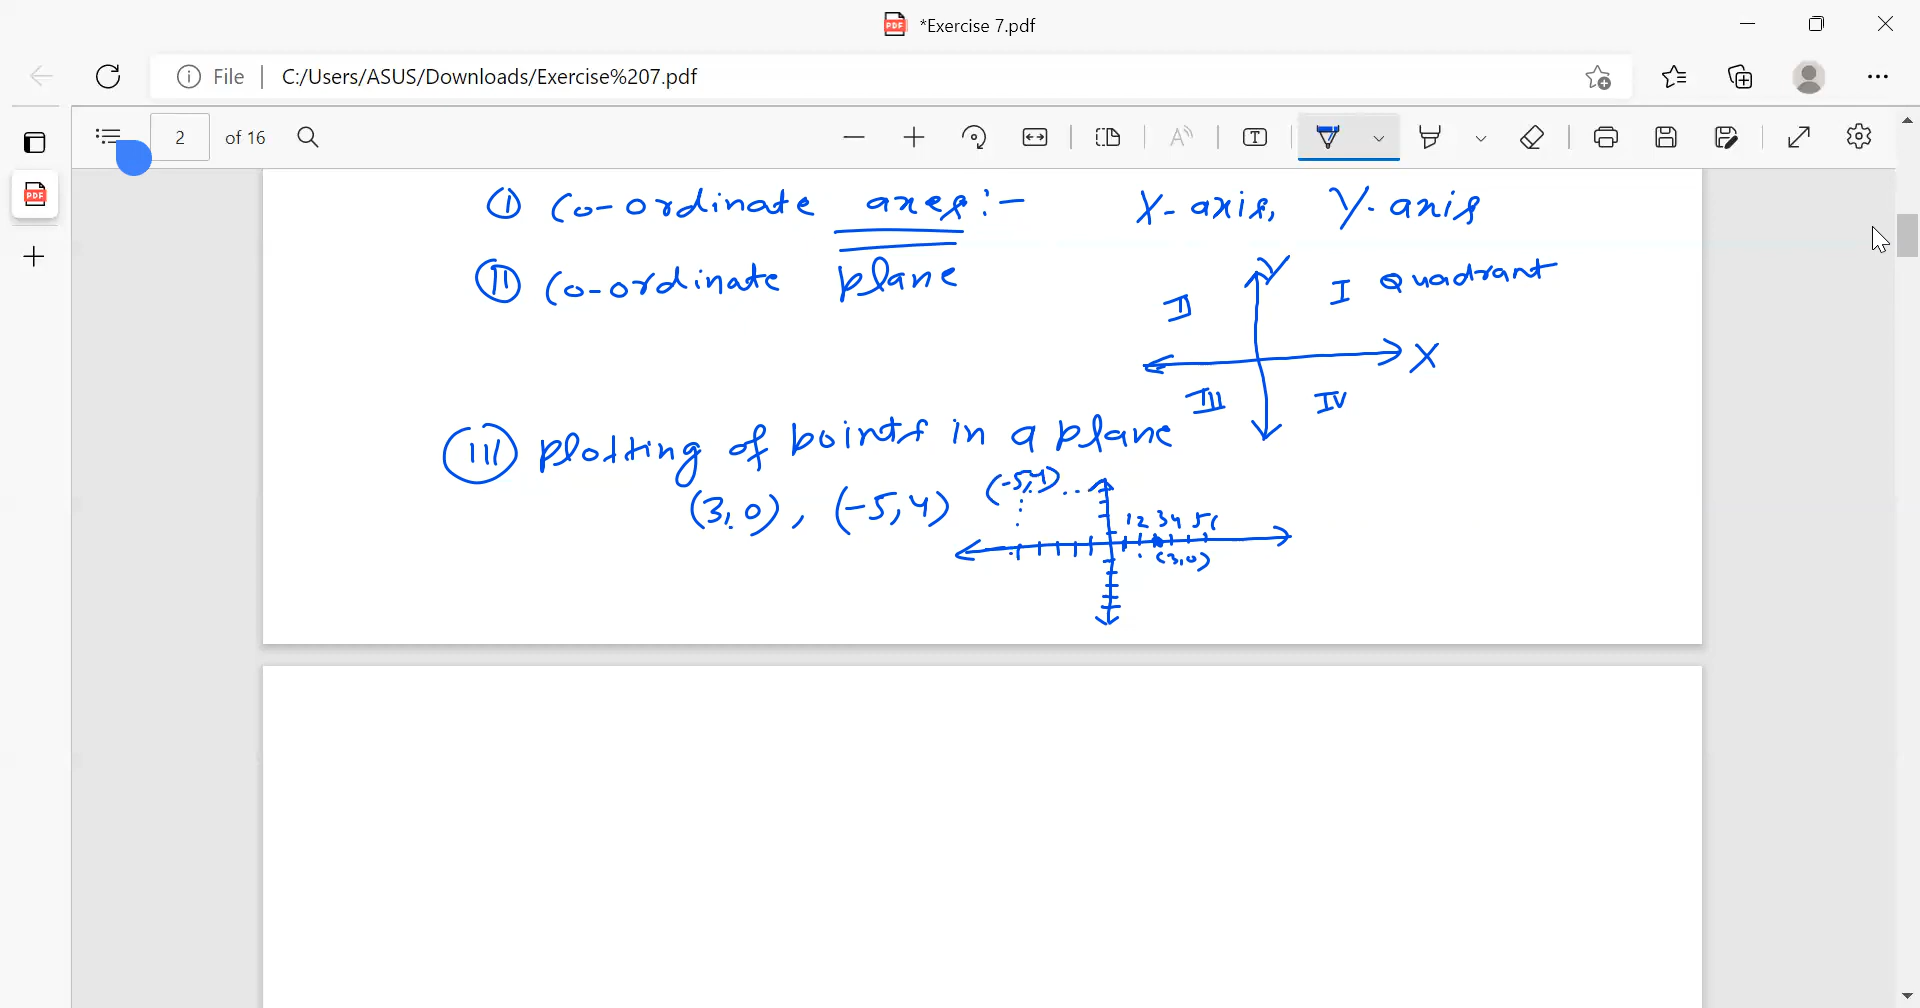 *Exercise 7.pdf
File | C:/Users/ASUS/Downloads/Exercise%207.pdf
2 of 16
I Co-ordinate axes:- X-axis, Y-axis
II Co-ordinate plane
Y
II I Quadrant
X
III IV
III Plotting of points in a plane
(3,0), (-5,4) (-5,4)
1 2 3 4 5 6
(3,0)